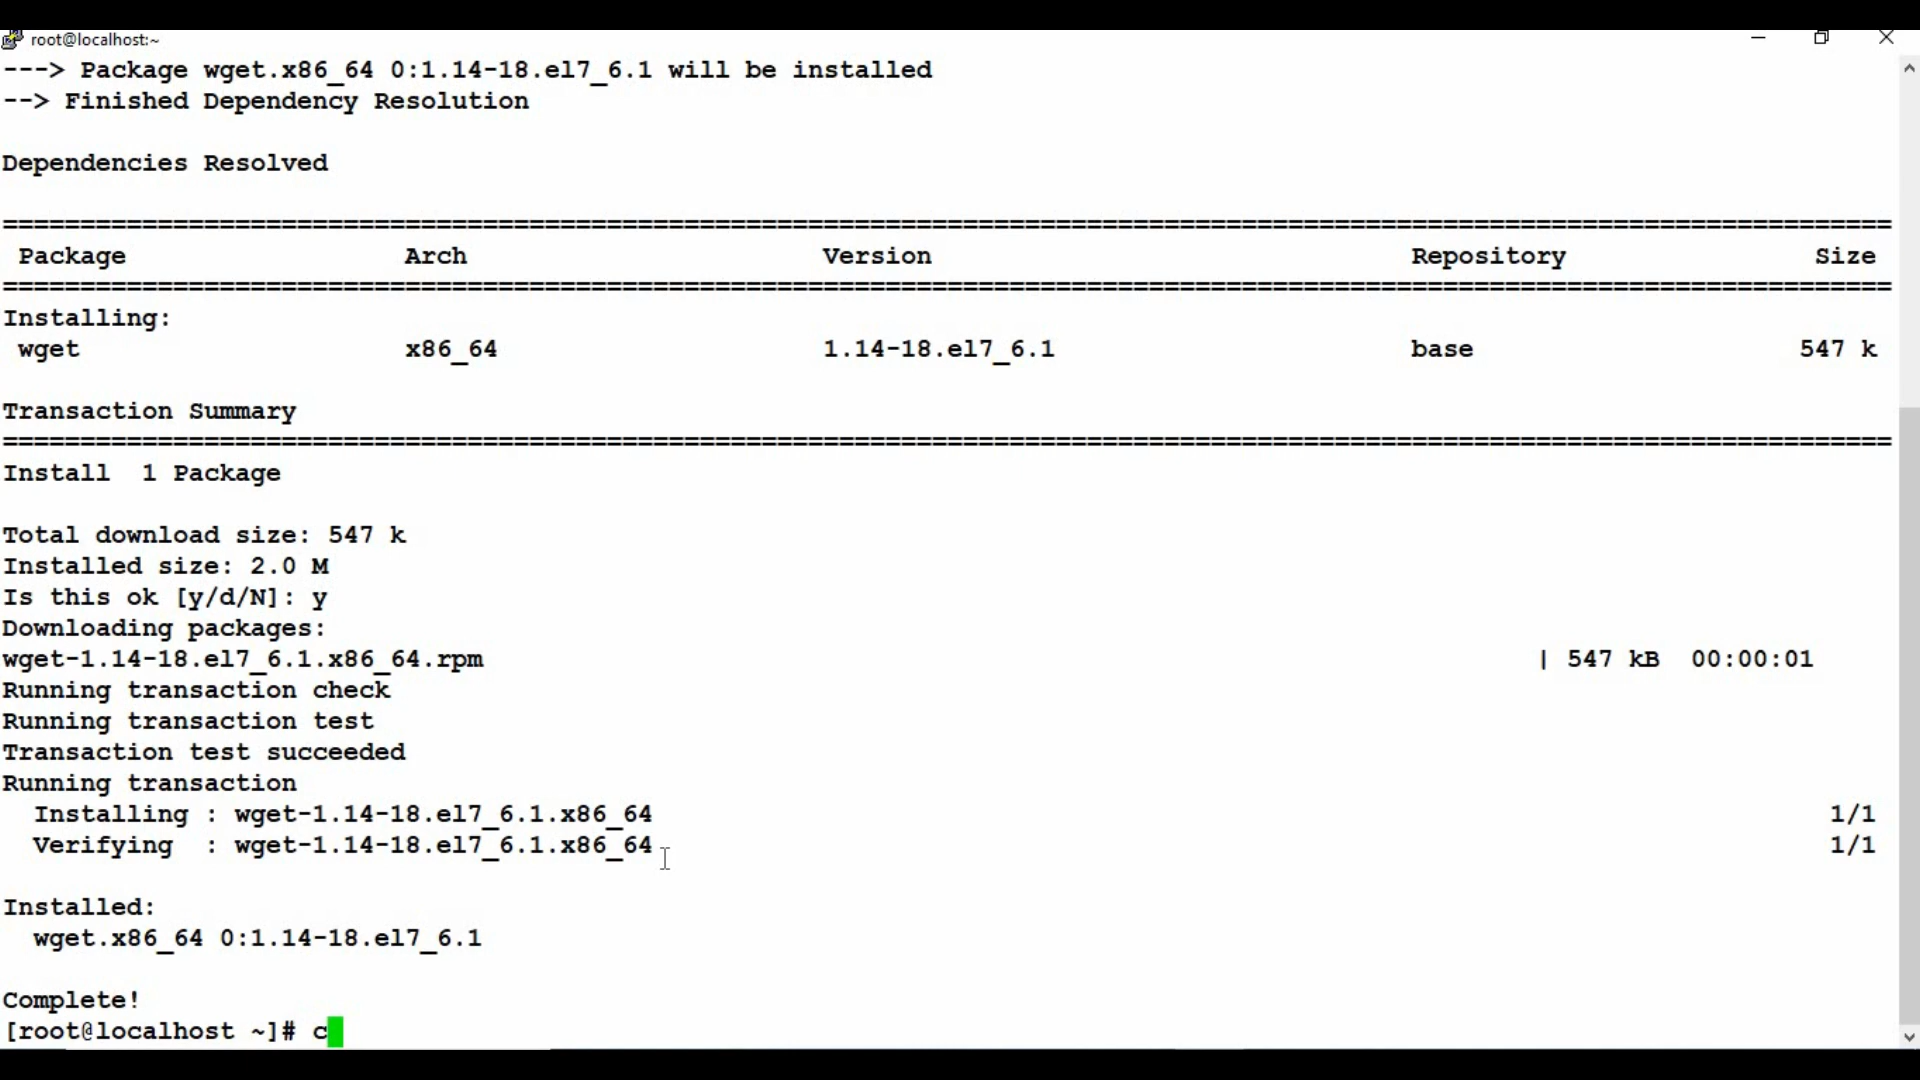 root@localhost:~
---> Package wget.x86_64 0:1.14-18.el7_6.1 will be installed
--> Finished Dependency Resolution
Dependencies Resolved
================================================================================
Package Arch Version Repository Size
================================================================================
Installing:
wget x86_64 1.14-18.el7_6.1 base 547 k
Transaction Summary
================================================================================
Install  1 Package
Total download size: 547 k
Installed size: 2.0 M
Is this ok [y/d/N]: y
Downloading packages:
wget-1.14-18.el7_6.1.x86_64.rpm | 547 kB  00:00:01
Running transaction check
Running transaction test
Transaction test succeeded
Running transaction
Installing : wget-1.14-18.el7_6.1.x86_64 1/1
Verifying  : wget-1.14-18.el7_6.1.x86_64 1/1
Installed:
wget.x86_64 0:1.14-18.el7_6.1
Complete!
[root@localhost ~]# c